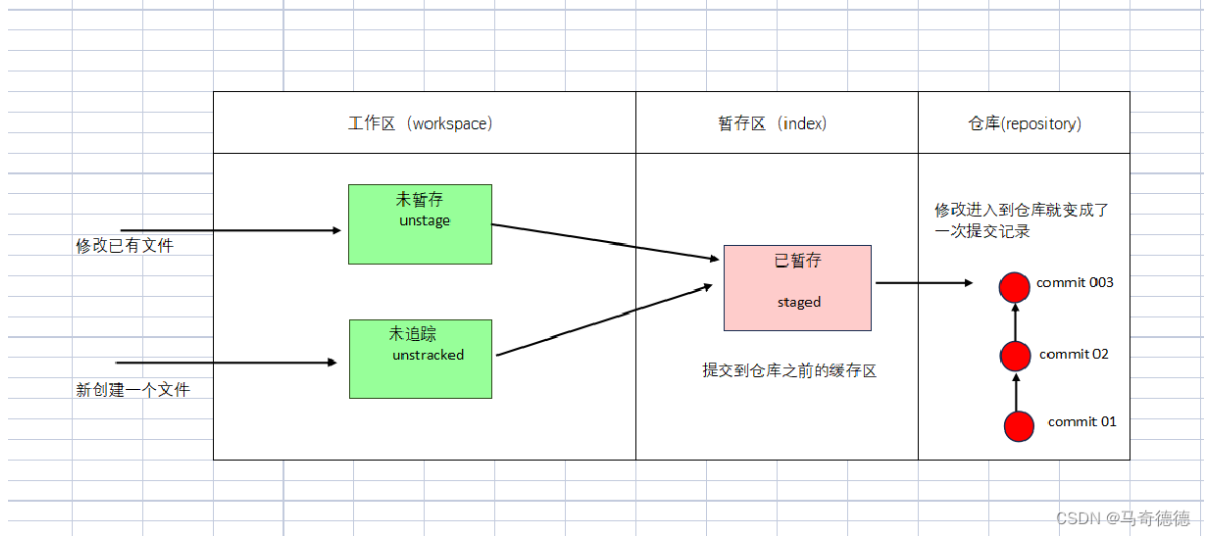 工作区（workspace）
暂存区（index）
仓库(repository)
未暂存
unstage
修改已有文件
未追踪
unstracked
新创建一个文件
已暂存
staged
提交到仓库之前的缓存区
修改进入到仓库就变成了
一次提交记录
commit 003
commit 02
commit 01
CSDN @马奇德德